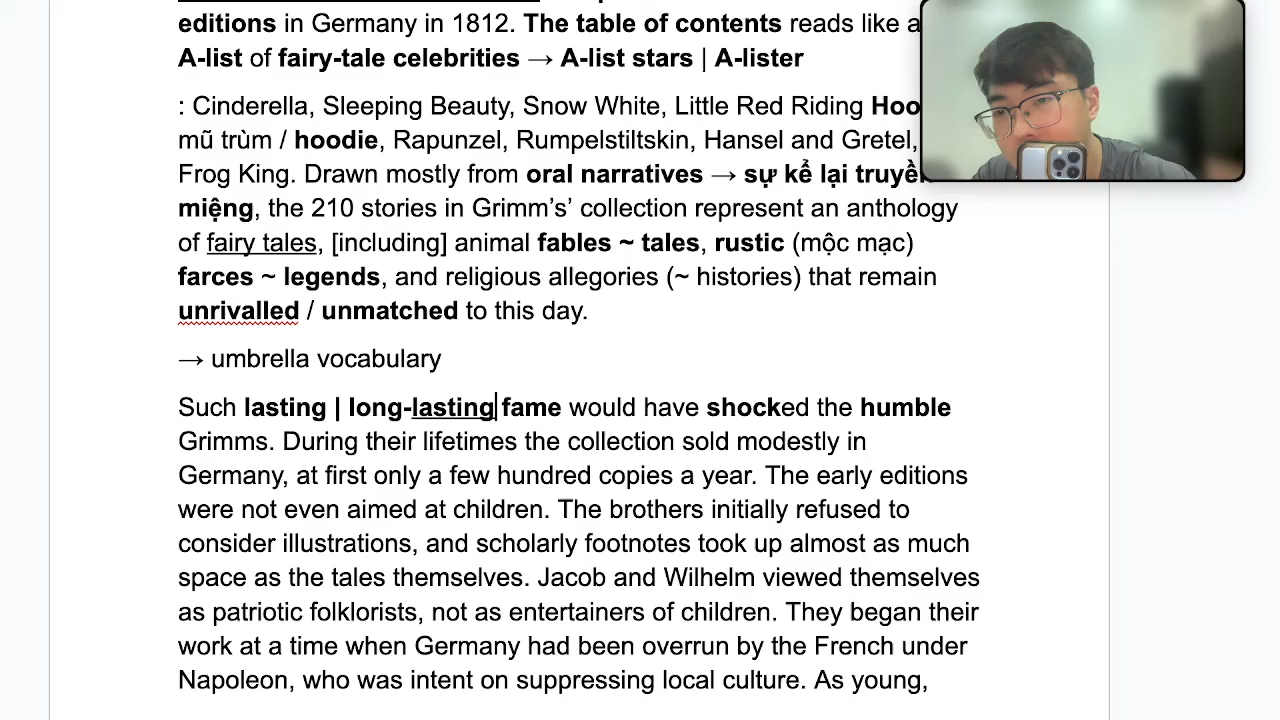 editions in Germany in 1812. The table of contents reads like a
A-list of fairy-tale celebrities → A-list stars | A-lister
: Cinderella, Sleeping Beauty, Snow White, Little Red Riding
mũ trùm / hoodie, Rapunzel, Rumpelstiltskin, Hansel and Gretel,
Frog King. Drawn mostly from oral narratives → sự kể lại
miệng, the 210 stories in Grimm’s’ collection represent an anthology
of fairy tales, [including] animal fables ~ tales, rustic (mộc mạc)
farces ~ legends, and religious allegories (~ histories) that remain
unrivalled / unmatched to this day.
→ umbrella vocabulary
Such lasting | long-lasting fame would have shocked the humble
Grimms. During their lifetimes the collection sold modestly in
Germany, at first only a few hundred copies a year. The early editions
were not even aimed at children. The brothers initially refused to
consider illustrations, and scholarly footnotes took up almost as much
space as the tales themselves. Jacob and Wilhelm viewed themselves
as patriotic folklorists, not as entertainers of children. They began their
work at a time when Germany had been overrun by the French under
Napoleon, who was intent on suppressing local culture. As young,